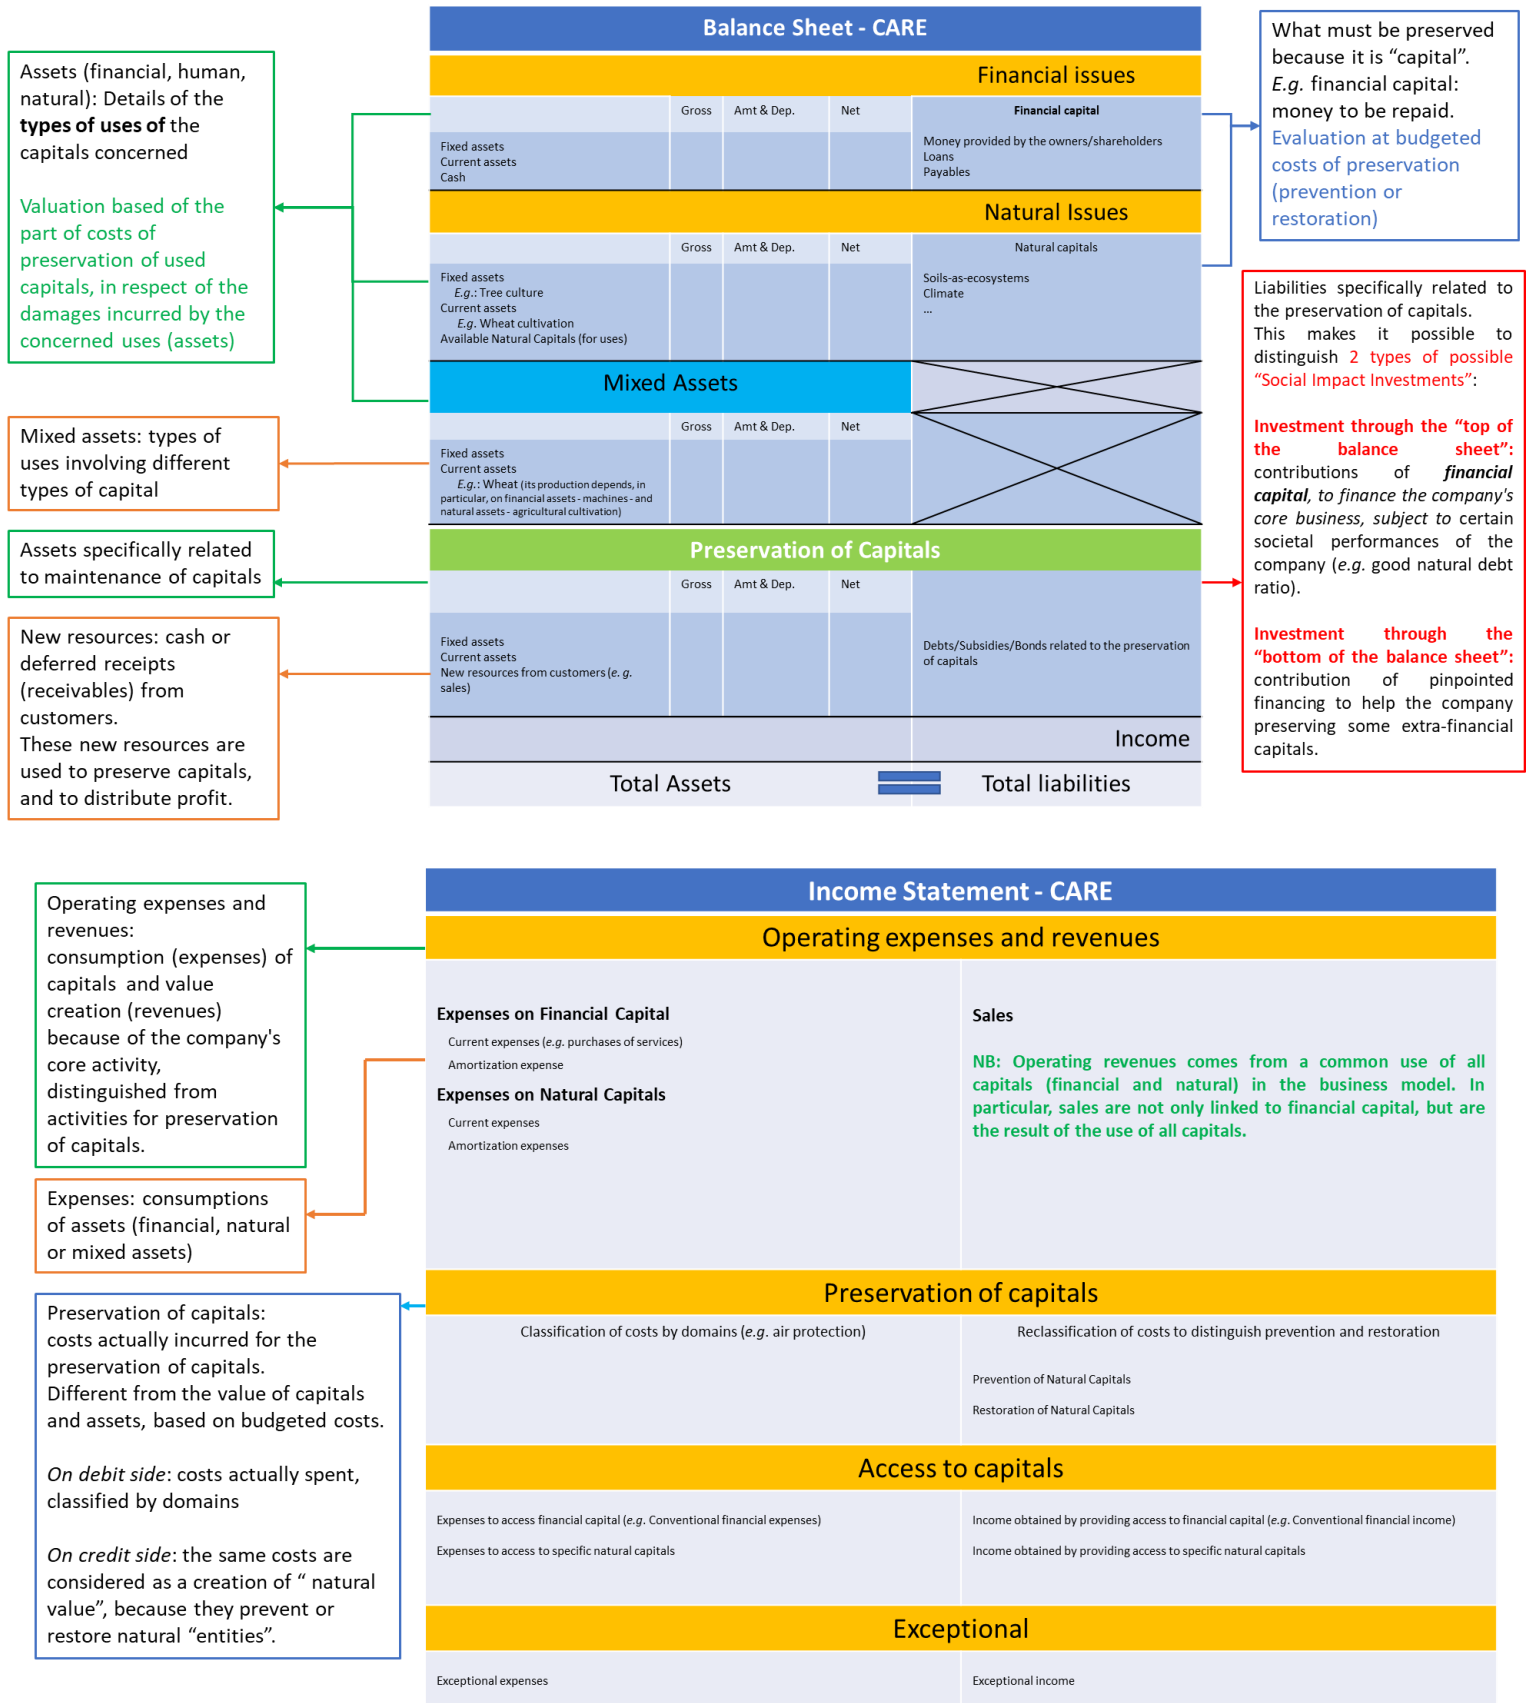 Balance Sheet - CARE
Assets (financial, human,
natural): Details of the
types of uses of the
capitals concerned
Valuation based of the
part of costs of
preservation of used
capitals, in respect of the
damages incurred by the
concerned uses (assets)
Mixed assets: types of
uses involving different
types of capital
Assets specifically related
to maintenance of capitals
New resources: cash or
deferred receipts
(receivables) from
customers.
These new resources are
used to preserve capitals,
and to distribute profit.
Financial issues
Gross Amt & Dep. Net
Fixed assets
Current assets
Cash
Financial capital
Money provided by the owners/shareholders
Loans
Payables
Natural Issues
Gross Amt & Dep. Net
Fixed assets
E.g.: Tree culture
Current assets
E.g. Wheat cultivation
Available Natural Capitals (for uses)
Natural capitals
Soils-as-ecosystems
Climate
...
Mixed Assets
Gross Amt & Dep. Net
Fixed assets
Current assets
E.g.: Wheat (its production depends, in
particular, on financial assets - machines - and
natural assets - agricultural cultivation)
Preservation of Capitals
Gross Amt & Dep. Net
Fixed assets
Current assets
New resources from customers (e. g.
sales)
Debts/Subsidies/Bonds related to the preservation
of capitals
Income
Total Assets
Total liabilities
What must be preserved
because it is “capital”.
E.g. financial capital:
money to be repaid.
Evaluation at budgeted
costs of preservation
(prevention or
restoration)
Liabilities specifically related to
the preservation of capitals.
This makes it possible to
distinguish 2 types of possible
“Social Impact Investments”:
Investment through the “top of
the balance sheet”:
contributions of financial
capital, to finance the company's
core business, subject to certain
societal performances of the
company (e.g. good natural debt
ratio).
Investment through the
“bottom of the balance sheet”:
contribution of pinpointed
financing to help the company
preserving some extra-financial
capitals.
Income Statement - CARE
Operating expenses and
revenues:
consumption (expenses) of
capitals and value
creation (revenues)
because of the company's
core activity,
distinguished from
activities for preservation
of capitals.
Expenses: consumptions
of assets (financial, natural
or mixed assets)
Preservation of capitals:
costs actually incurred for the
preservation of capitals.
Different from the value of capitals
and assets, based on budgeted costs.
On debit side: costs actually spent,
classified by domains
On credit side: the same costs are
considered as a creation of “ natural
value”, because they prevent or
restore natural “entities”.
Operating expenses and revenues
Expenses on Financial Capital
Current expenses (e.g. purchases of services)
Amortization expense
Expenses on Natural Capitals
Current expenses
Amortization expenses
Sales
NB: Operating revenues comes from a common use of all
capitals (financial and natural) in the business model. In
particular, sales are not only linked to financial capital, but are
the result of the use of all capitals.
Preservation of capitals
Classification of costs by domains (e.g. air protection)
Reclassification of costs to distinguish prevention and restoration
Prevention of Natural Capitals
Restoration of Natural Capitals
Access to capitals
Expenses to access financial capital (e.g. Conventional financial expenses)
Expenses to access to specific natural capitals
Income obtained by providing access to financial capital (e.g. Conventional financial income)
Income obtained by providing access to specific natural capitals
Exceptional
Exceptional expenses
Exceptional income